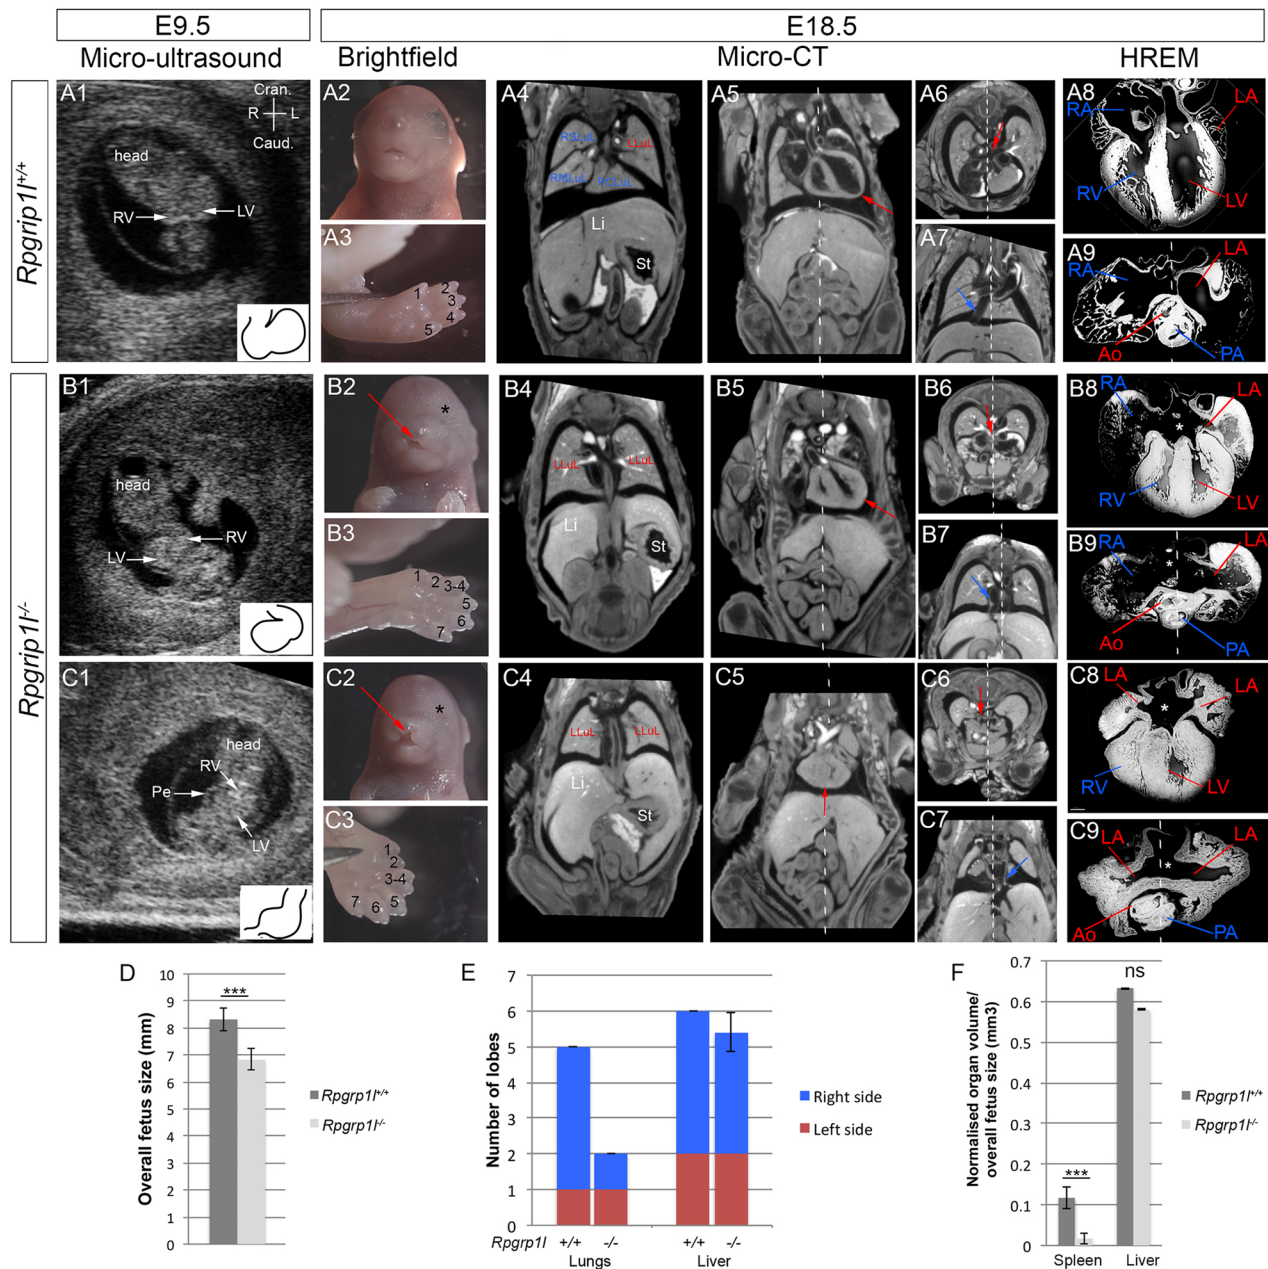 E9.5
E18.5
Micro-ultrasound
Brightfield
Micro-CT
HREM
Rpgrip1l+/+
A1
Cran.
R
L
Caud.
head
RV
LV
A2
A3
1
2
3
4
5
A4
RSLuL
LLuL
RMLuL
RCLuL
Li
St
A5
A6
A7
A8
RA
LA
RV
LV
A9
RA
LA
Ao
PA
Rpgrip1l-/-
B1
head
RV
LV
B2
*
B3
1
2
3-4
5
6
7
B4
LLuL
LLuL
Li
St
B5
B6
B7
B8
RA
LA
*
RV
LV
B9
RA
LA
*
Ao
PA
C1
head
RV
Pe
LV
C2
*
C3
1
2
3-4
5
6
7
C4
LLuL
LLuL
Li
St
C5
C6
C7
C8
LA
LA
*
RV
LV
C9
LA
LA
*
Ao
PA
D
Overall fetus size (mm)
10
9
8
7
6
5
4
3
2
1
0
***
Rpgrp1l+/+
Rpgrp1l-/-
E
Number of lobes
7
6
5
4
3
2
1
0
Rpgrp1l +/+ -/- +/+ -/-
Lungs Liver
Right side
Left side
F
Normalised organ volume/
overall fetus size (mm3)
0.7
0.6
0.5
0.4
0.3
0.2
0.1
0
***
ns
Spleen Liver
Rpgrp1l+/+
Rpgrp1l-/-